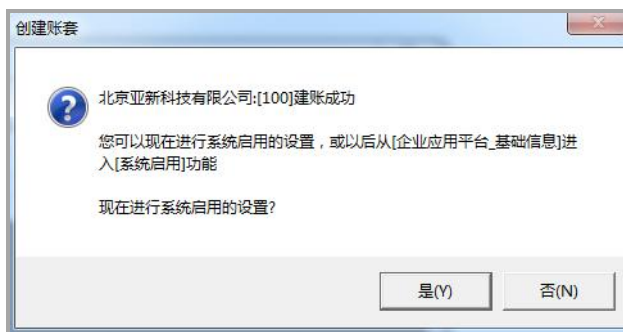 创建账套
北京亚新科技有限公司:[100]建账成功
您可以现在进行系统启用的设置，或以后从[企业应用平台_基础信息]进
入[系统启用]功能
现在进行系统启用的设置?
是(Y)
否(N)